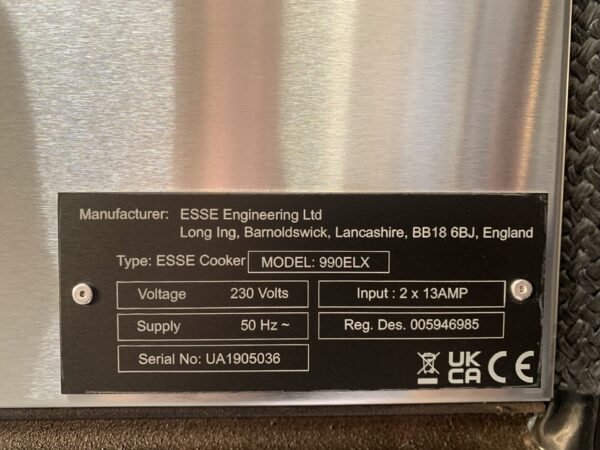 Manufacturer: ESSE Engineering Ltd
Long Ing, Barnoldswick, Lancashire, BB18 6BJ, England
Type: ESSE Cooker MODEL: 990ELX
Voltage 230 Volts Input : 2 x 13AMP
Supply 50 Hz ~ Reg. Des. 005946985
Serial No: UA1905036
UK
CA CE